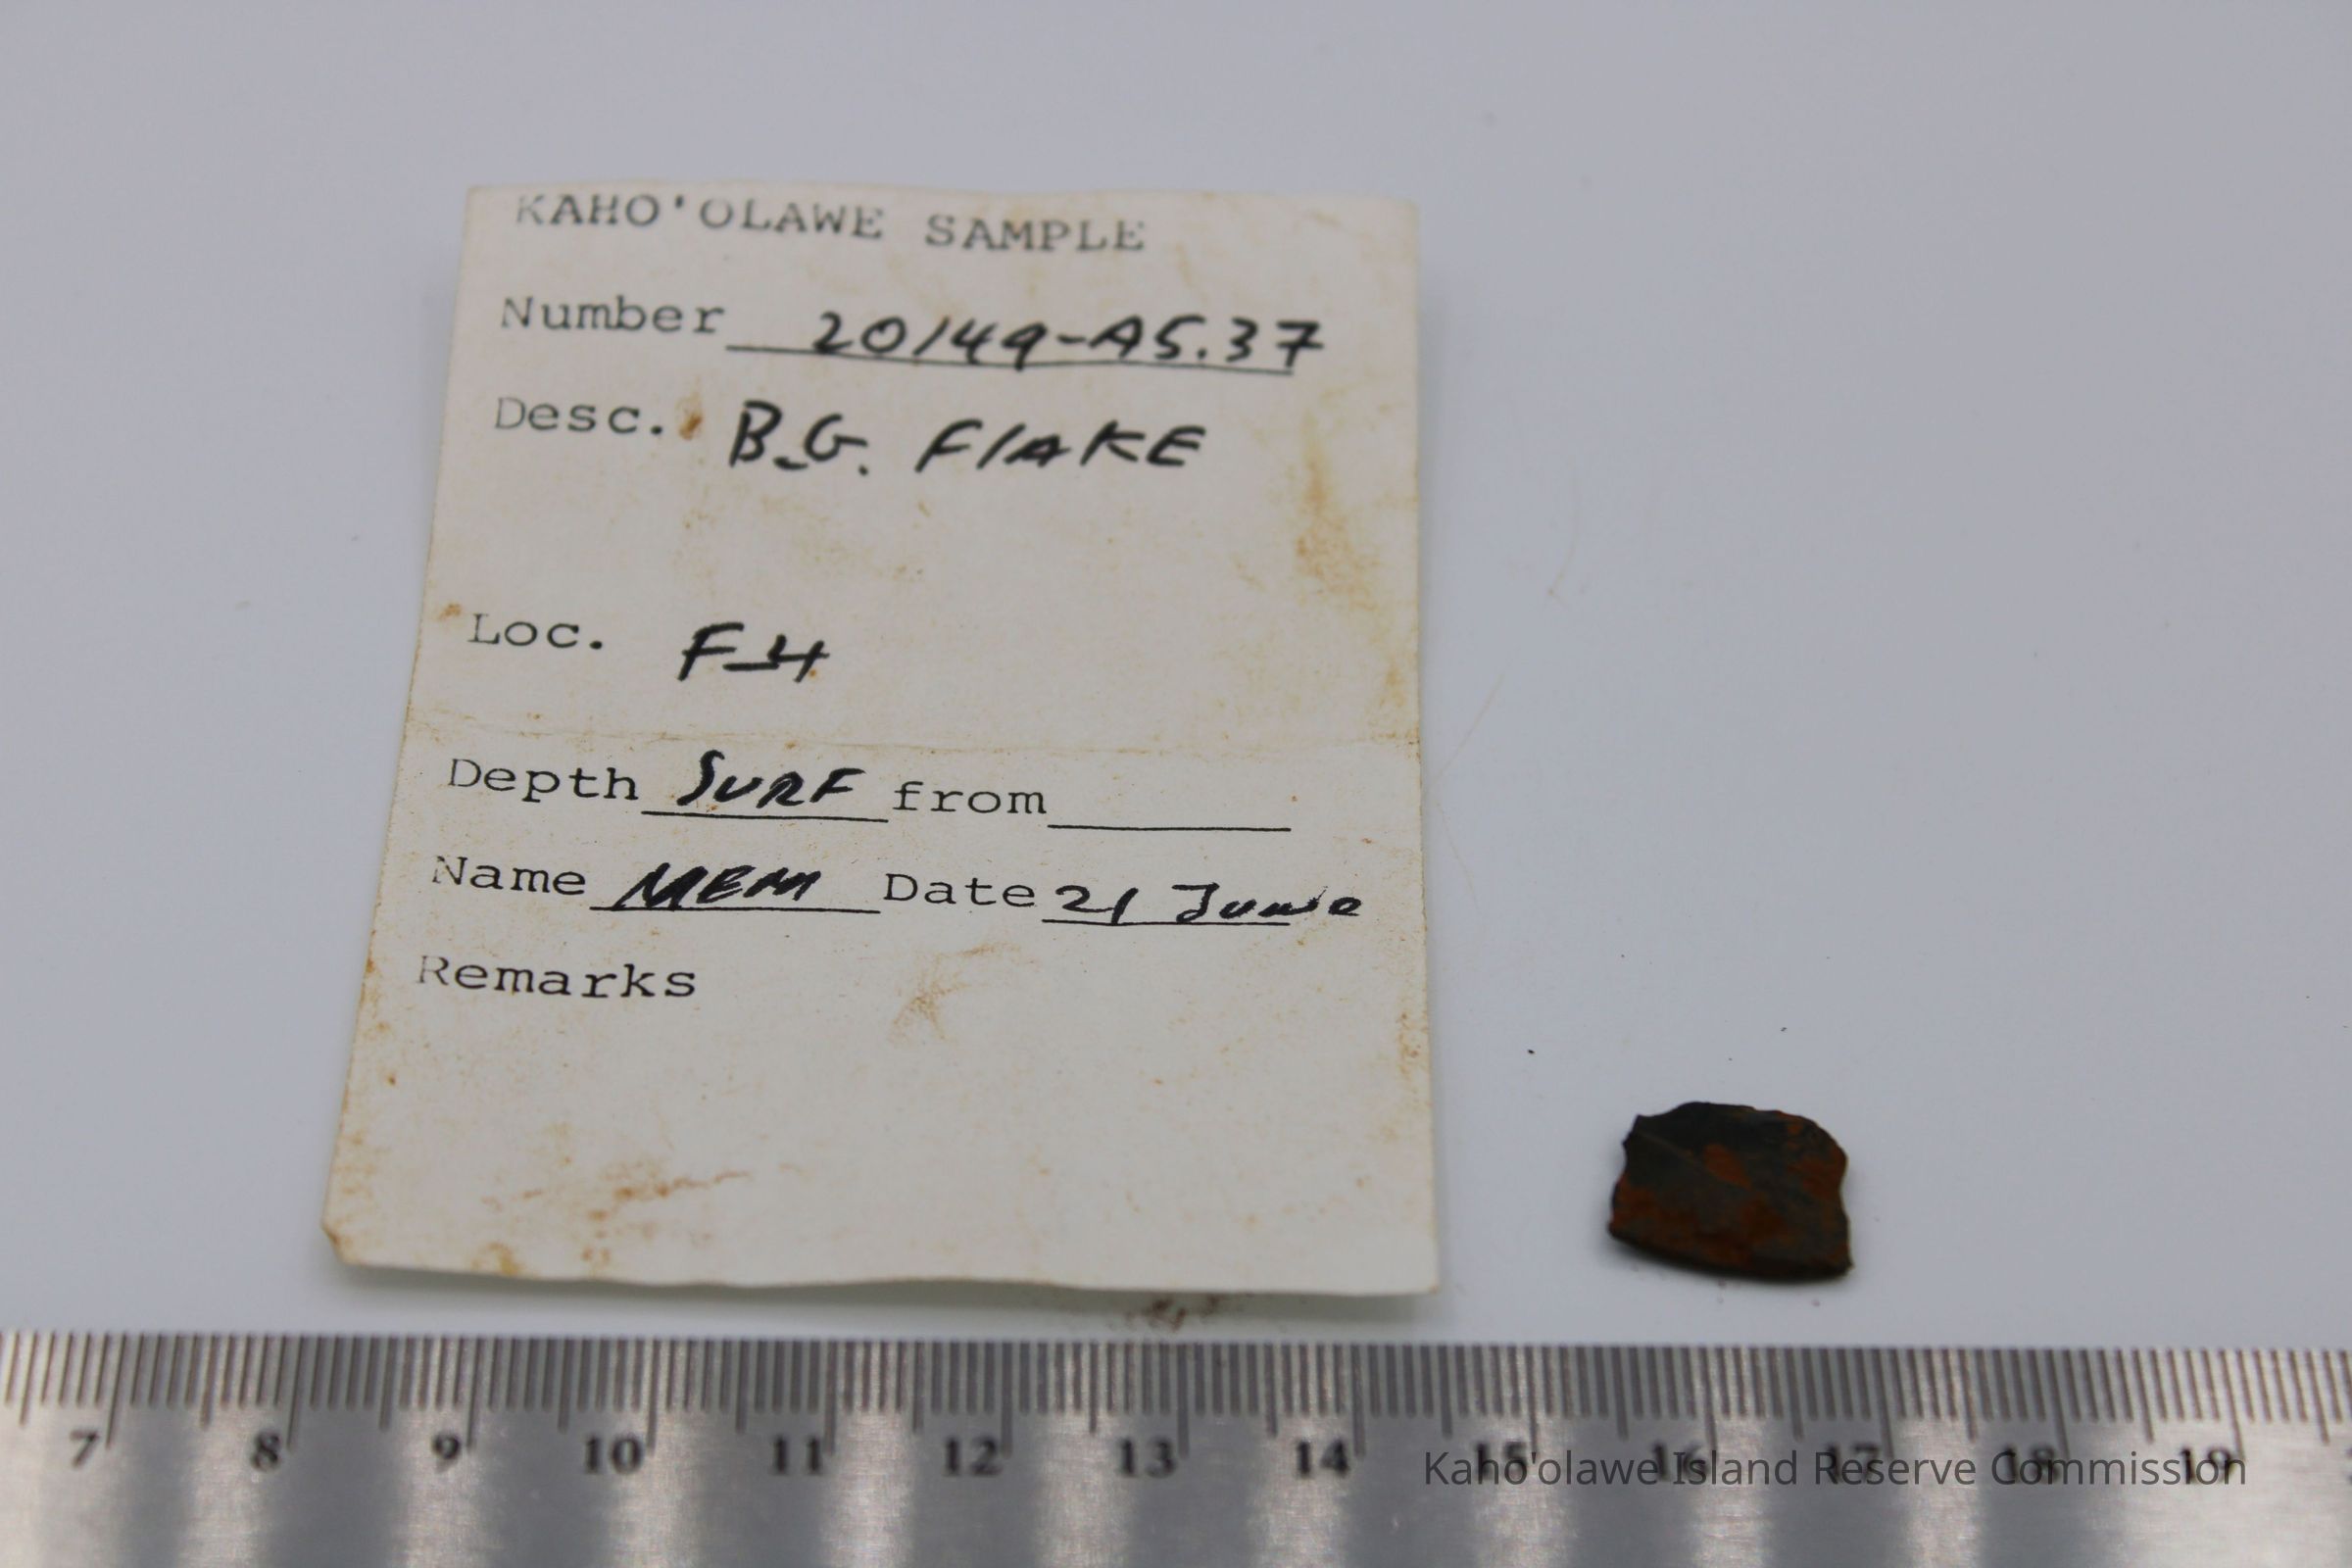 KAHO'OLAWE SAMPLE
Number 20149-A5.37
Desc. B.G. FlAKE
Loc. F-4
Depth SURF from
Name MEM Date 21 June
Remarks
7 8 9 10 11 12 13 14 15 16 17 18 19
Kaho'olawe Island Reserve Commission